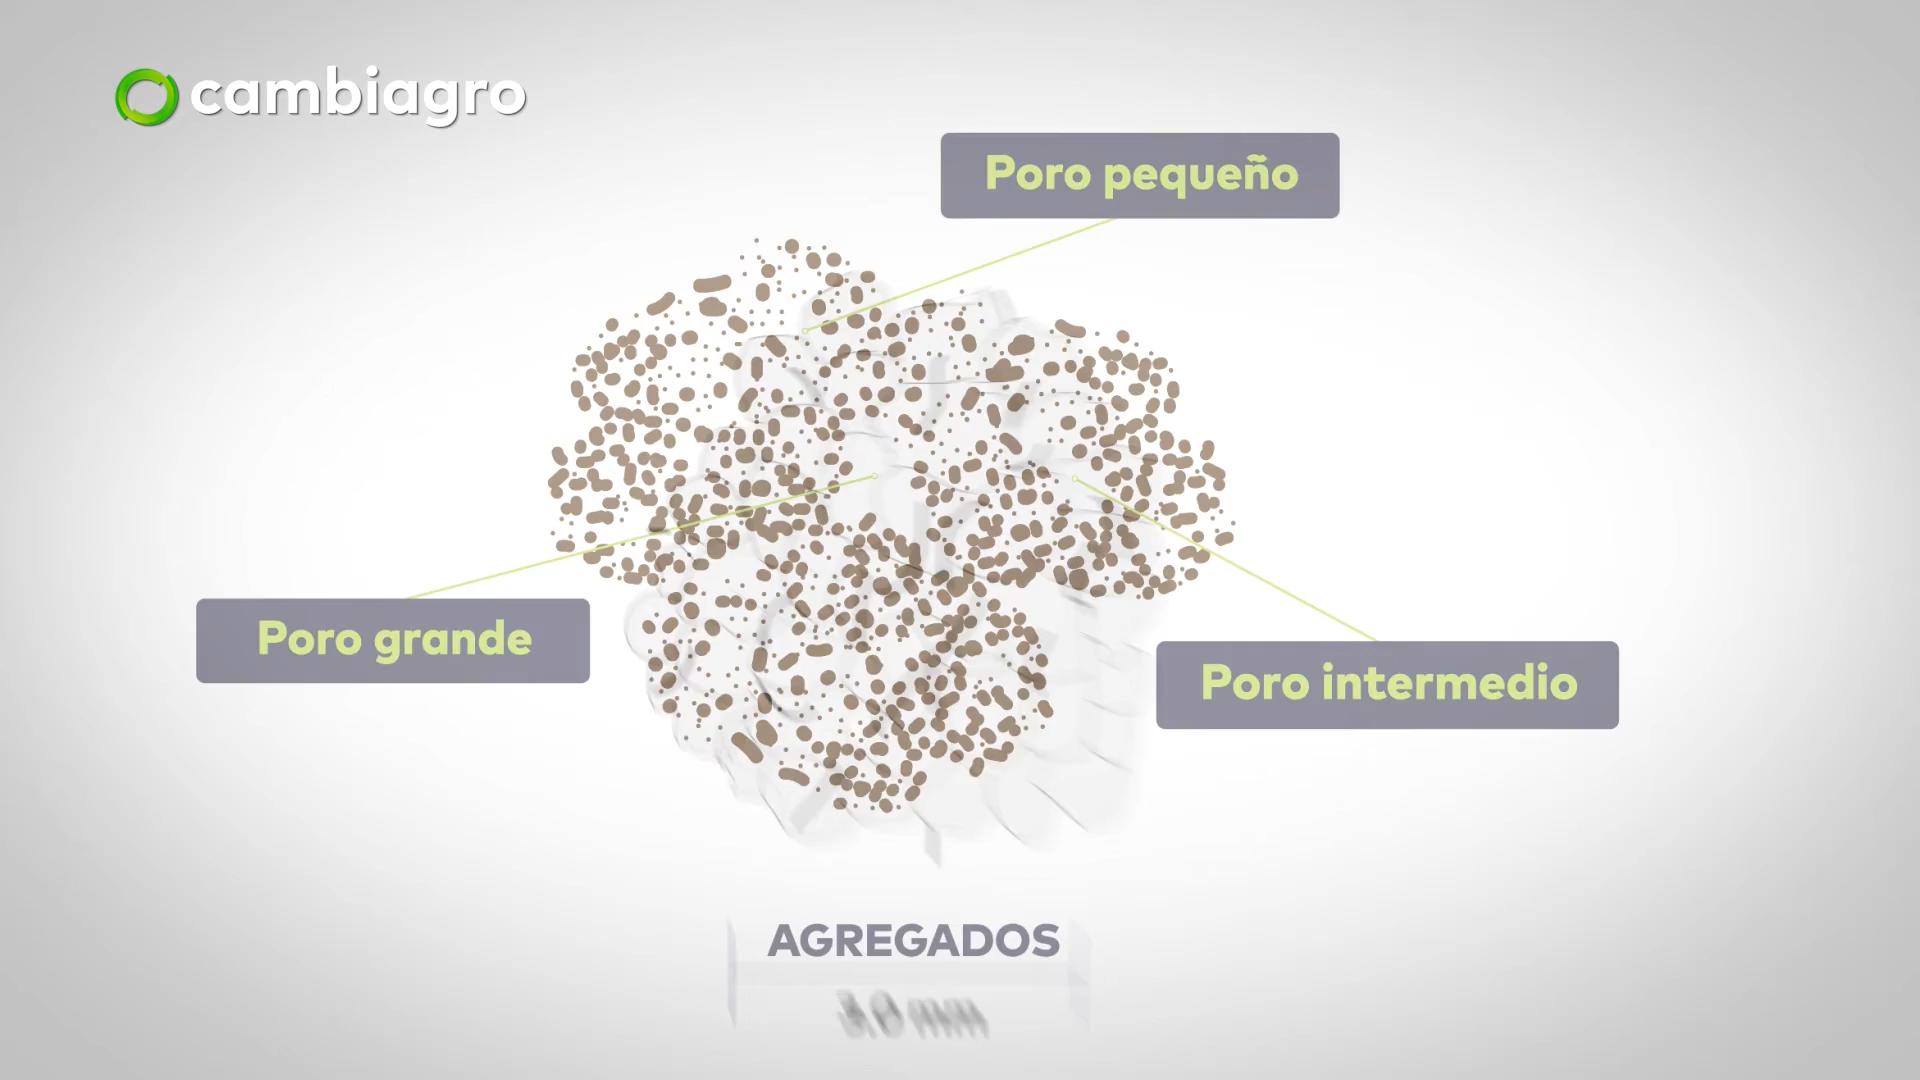 cambiagro
Poro pequeño
Poro grande
Poro intermedio
AGREGADOS